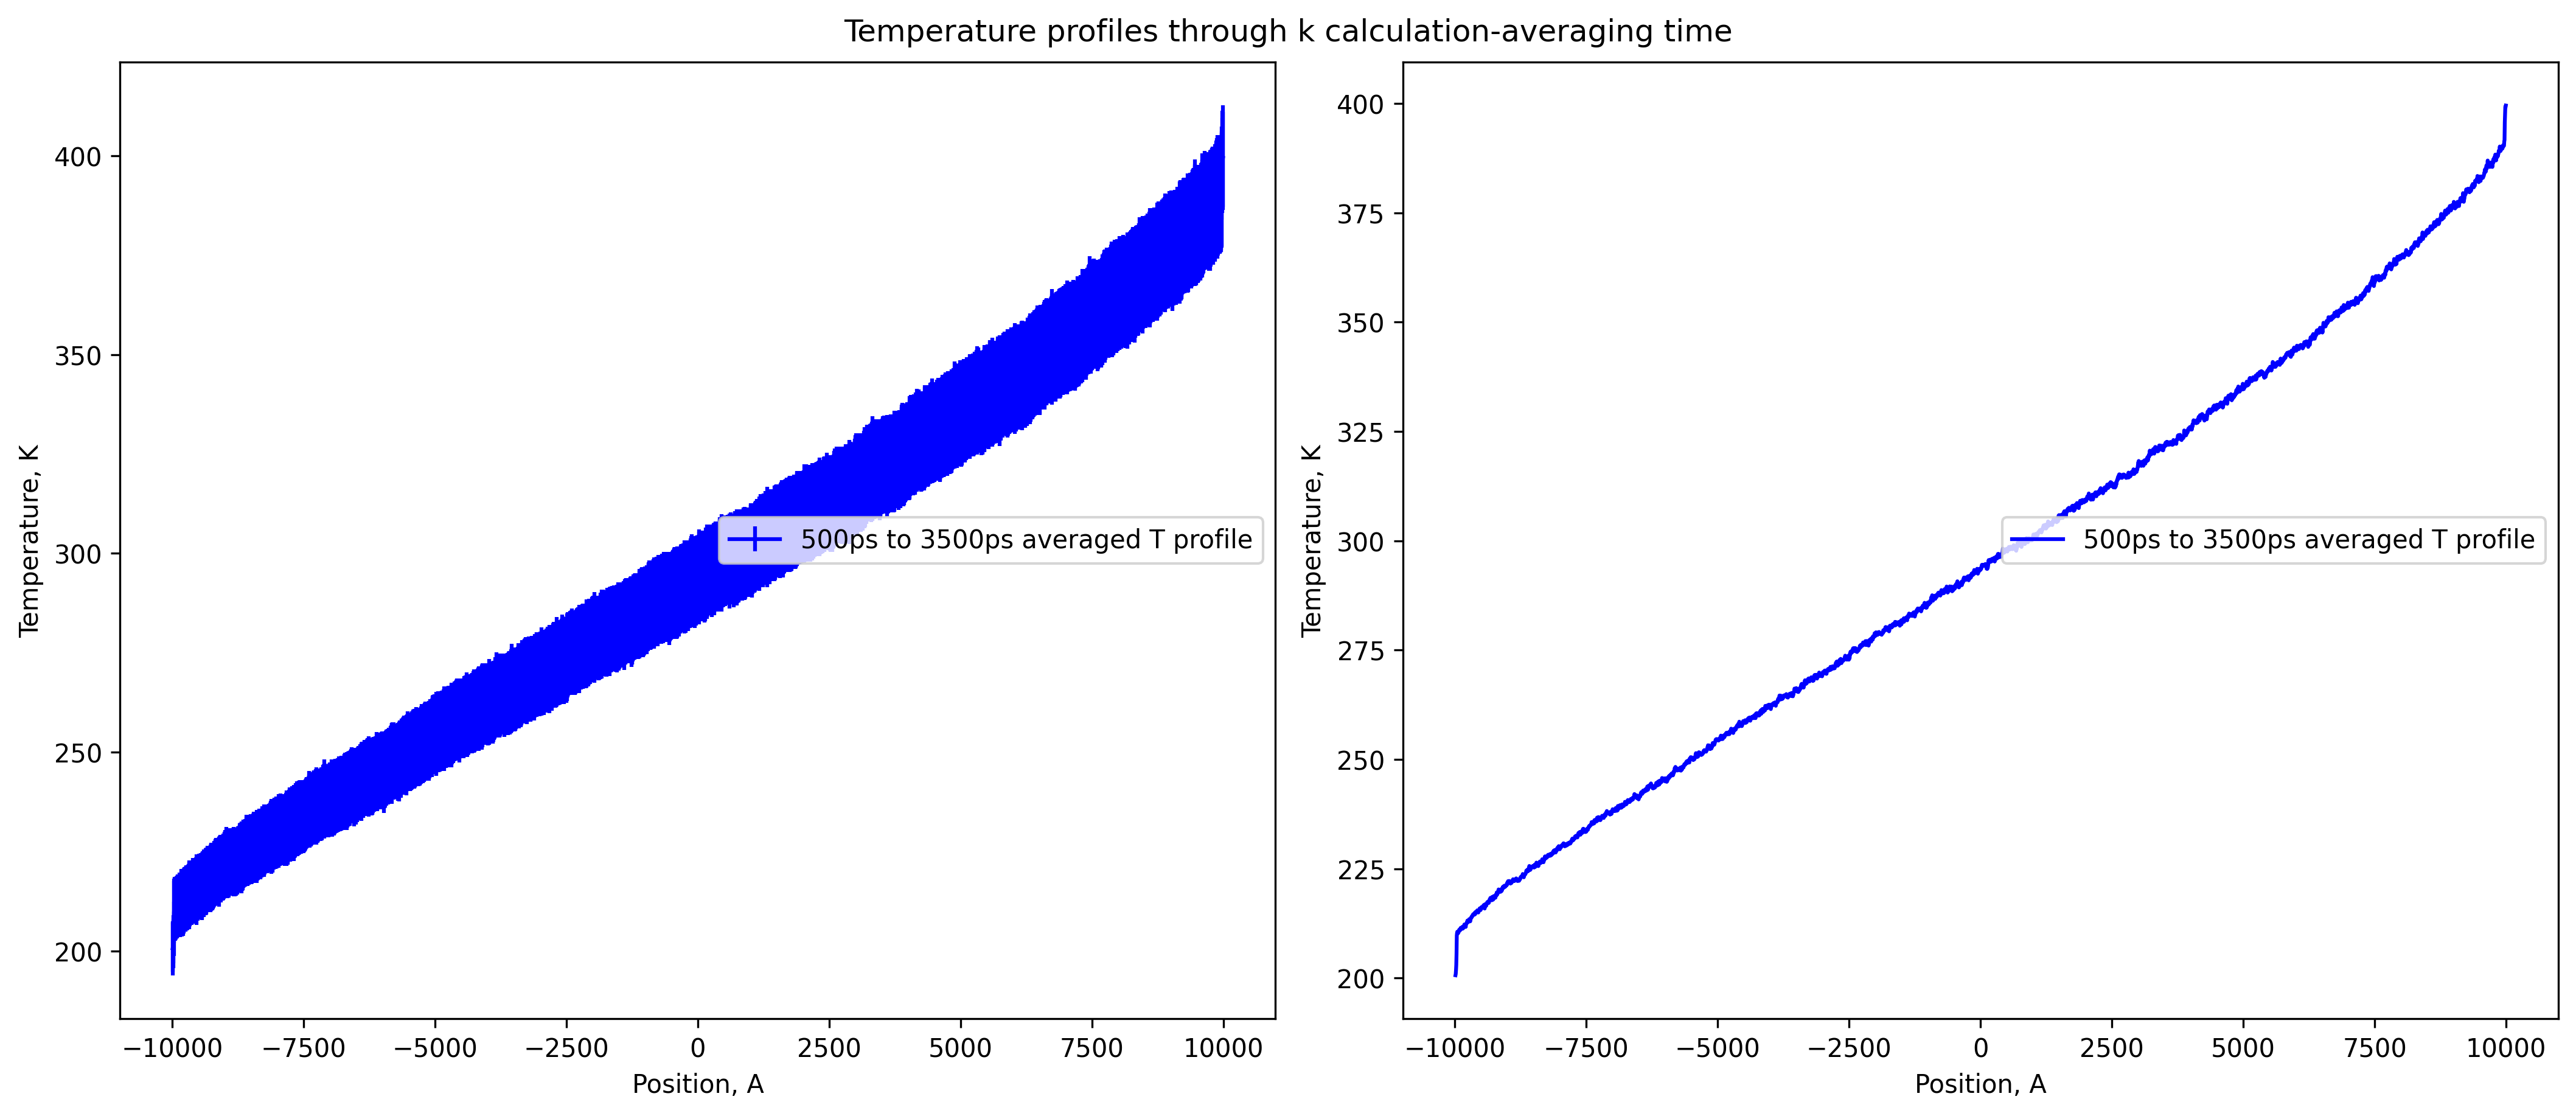 Temperature profiles through k calculation-averaging time
Temperature, K
400
350
300
250
200
500ps to 3500ps averaged T profile
−10000 −7500 −5000 −2500 0 2500 5000 7500 10000
Position, A
Temperature, K
400
375
350
325
300
275
250
225
200
500ps to 3500ps averaged T profile
−10000 −7500 −5000 −2500 0 2500 5000 7500 10000
Position, A